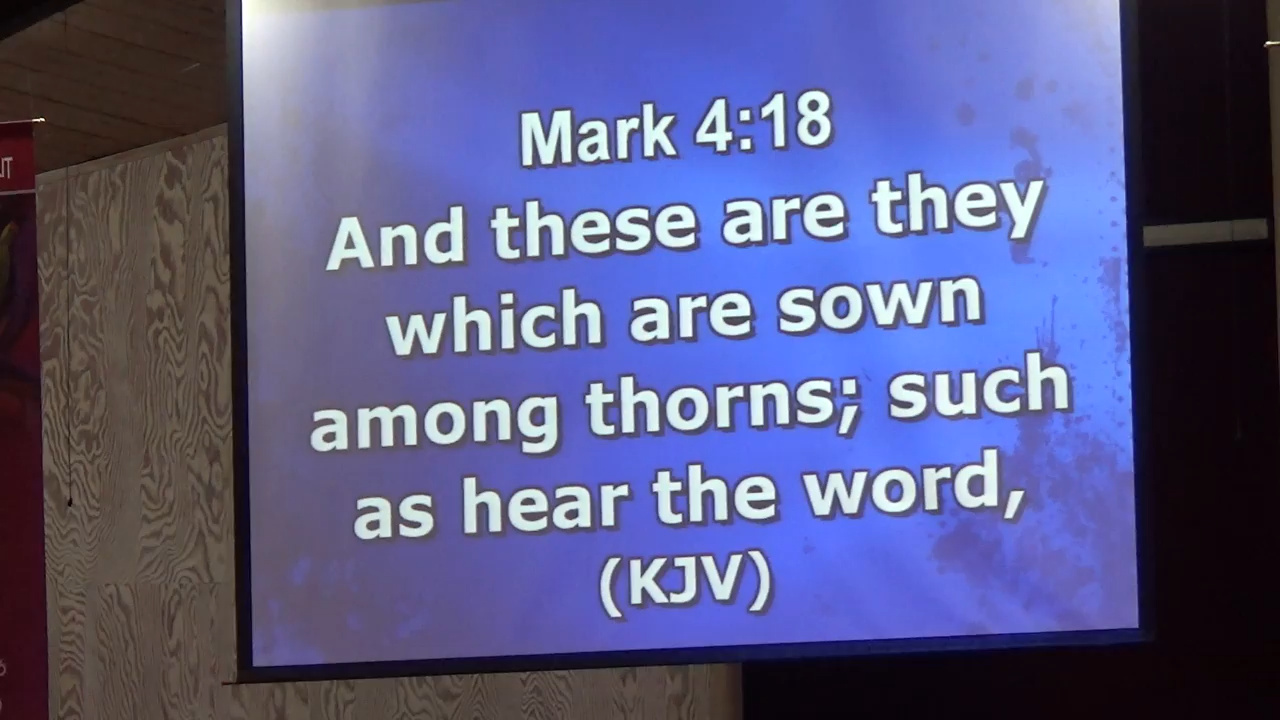 Mark 4:18
And these are they
which are sown
among thorns; such
as hear the word,
(KJV)